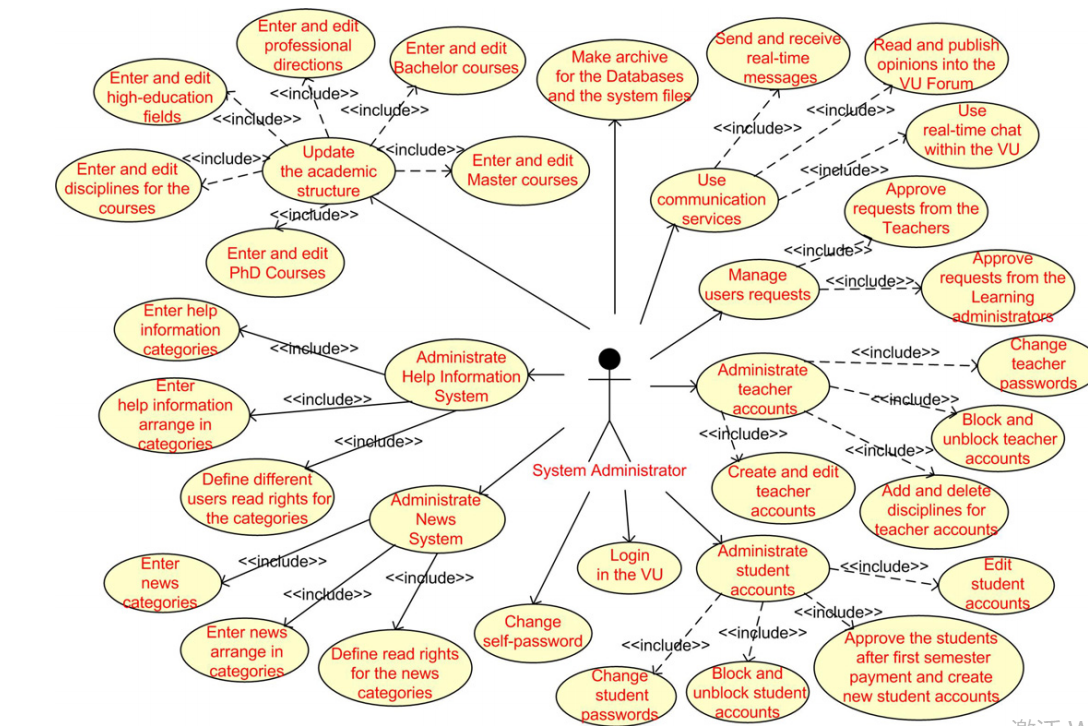 Enter and edit
professional
directions
Enter and edit
Bachelor courses
Make archive
for the Databases
and the system files
Send and receive
real-time
messages
Read and publish
opinions into the
VU Forum
Enter and edit
high-education
fields
<<include>>
<<include>>
<<include>>
<<include>>
<<include>>
Use
real-time chat
within the VU
Enter and edit
disciplines for the
courses
<<include>>
Update
the academic
structure
<<include>>
Enter and edit
Master courses
Use
communication
services
<<include>>
Approve
requests from the
Teachers
<<include>>
Enter and edit
PhD Courses
<<include>>
Manage
users requests
<<include>>
Approve
requests from the
Learning
administrators
Enter help
information
categories
<<include>>
Administrate
Help Information
System
Administrate
teacher
accounts
<<include>>
Change
teacher
passwords
Enter
help information
arrange in
categories
<<include>>
<<include>>
Block and
unblock teacher
accounts
<<include>>
<<include>>
<<include>>
Define different
users read rights for
the categories
System Administrator
Create and edit
teacher
accounts
Add and delete
disciplines for
teacher accounts
Administrate
News
System
Enter
news
categories
<<include>>
<<include>>
<<include>>
Login
in the VU
Administrate
student
accounts
<<include>>
Edit
student
accounts
Enter news
arrange in
categories
Define read rights
for the news
categories
Change
self-password
<<include>>
<<include>>
<<include>>
Change
student
passwords
Block and
unblock student
accounts
Approve the students
after first semester
payment and create
new student accounts